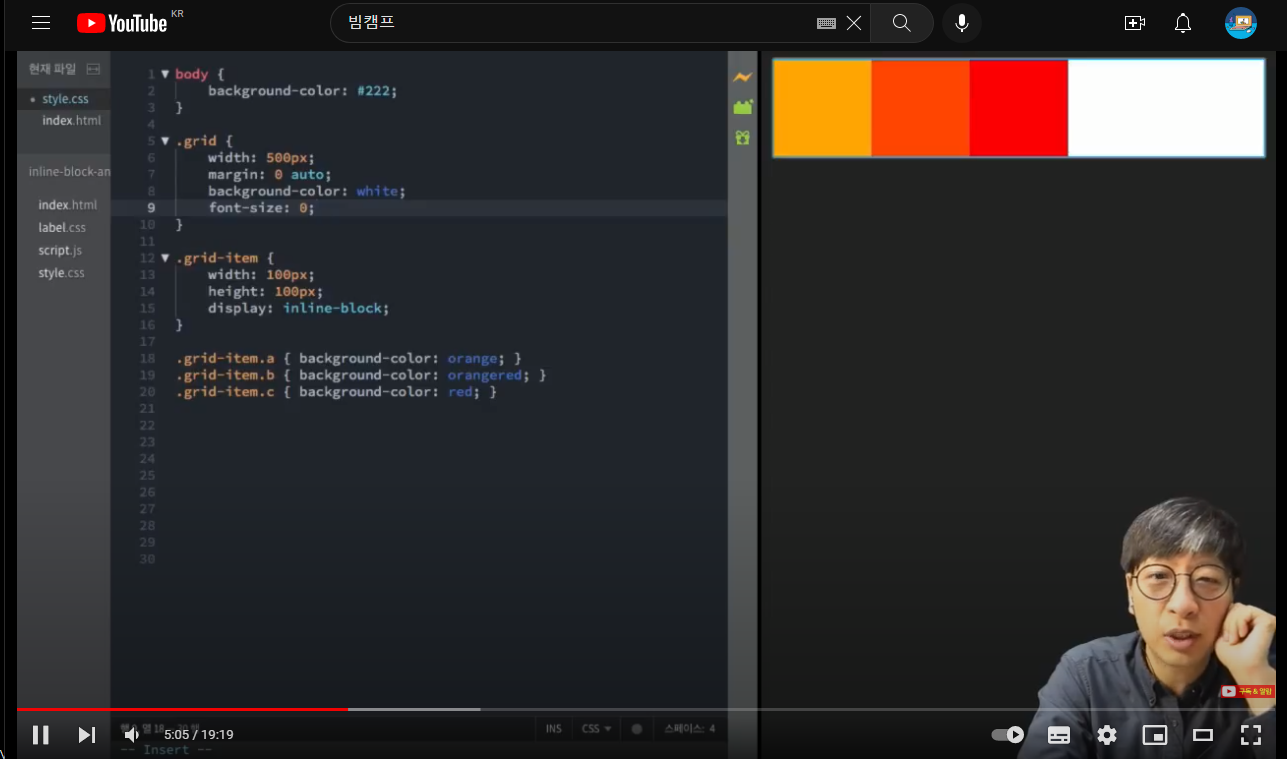 YouTube KR
빔캠프
현재 파일
style.css
index.html
inline-block-an
index.html
label.css
script.js
style.css
1 body {
2 background-color: #222;
3 }
4
5 .grid {
6 width: 500px;
7 margin: 0 auto;
8 background-color: white;
9 font-size: 0;
10 }
11
12 .grid-item {
13 width: 100px;
14 height: 100px;
15 display: inline-block;
16 }
17
18 .grid-item.a { background-color: orange; }
19 .grid-item.b { background-color: orangered; }
20 .grid-item.c { background-color: red; }
21
22
23
24
25
26
27
28
29
30
구독 & 알림
INS CSS 스페이스: 4
5:05 / 19:19
-- Insert --